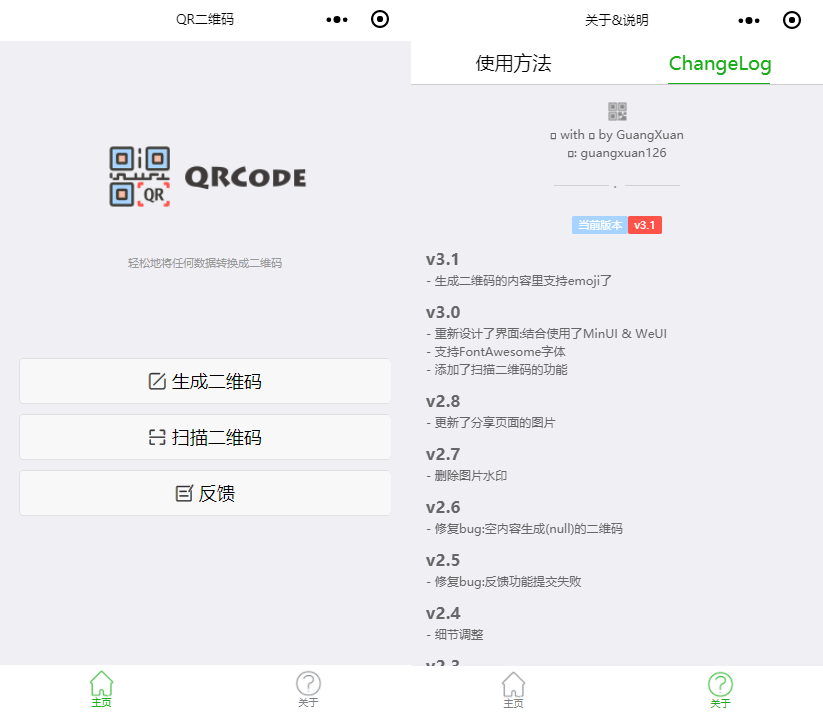 QR二维码
QR
QRCODE
轻松地将任何数据转换成二维码
生成二维码
扫描二维码
反馈
主页
关于
关于&说明
使用方法
ChangeLog
with by GuangXuan
: guangxuan126
当前版本 v3.1
v3.1
- 生成二维码的内容里支持emoji了
v3.0
- 重新设计了界面:结合使用了MinUI & WeUI
- 支持FontAwesome字体
- 添加了扫描二维码的功能
v2.8
- 更新了分享页面的图片
v2.7
- 删除图片水印
v2.6
- 修复bug:空内容生成(null)的二维码
v2.5
- 修复bug:反馈功能提交失败
v2.4
- 细节调整
v2.3
主页
关于